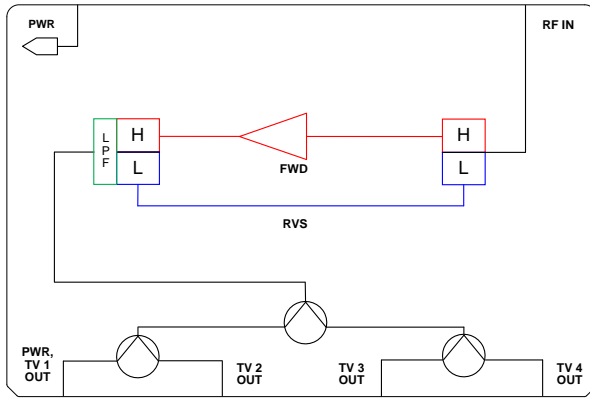 PWR
RF IN
L
P
F
H
L
H
L
FWD
RVS
PWR,
TV 1
OUT
TV 2
OUT
TV 3
OUT
TV 4
OUT